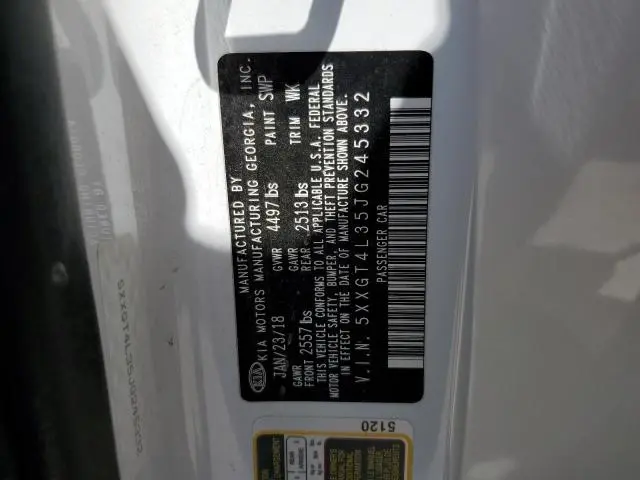 MANUFACTURED BY
KIA KIA MOTORS MANUFACTURING GEORGIA, INC.
JAN/23/18 GVWR 4497 lbs PAINT SWP
GAWR FRONT 2557 lbs GAWR REAR 2513 lbs TRIM WK
THIS VEHICLE CONFORMS TO ALL APPLICABLE U.S.A. FEDERAL
MOTOR VEHICLE SAFETY, BUMPER, AND THEFT PREVENTION STANDARDS
IN EFFECT ON THE DATE OF MANUFACTURE SHOWN ABOVE.
V.I.N. 5XXGT4L35JG245332
PASSENGER CAR
5120
5XXGT4L35JG245332